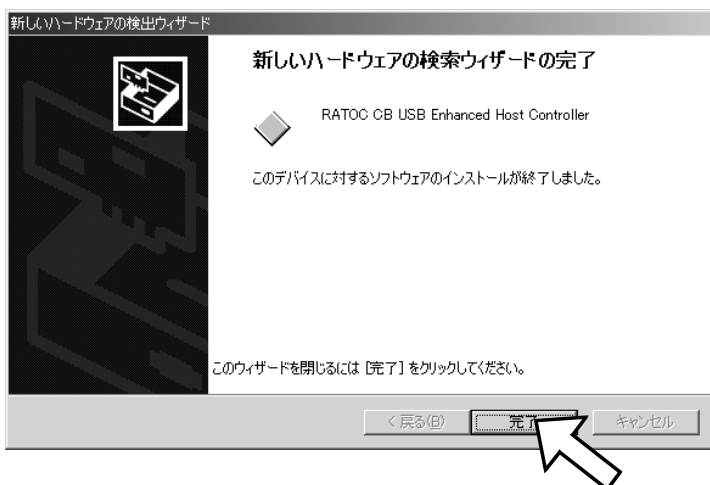 新しいハードウェアの検出ウィザード
新しいハードウェアの検索ウィザードの完了
RATOC CB USB Enhanced Host Controller
このデバイスに対するソフトウェアのインストールが終了しました。
このウィザードを閉じるには [完了] をクリックしてください。
< 戻る(B)
完了
キャンセル